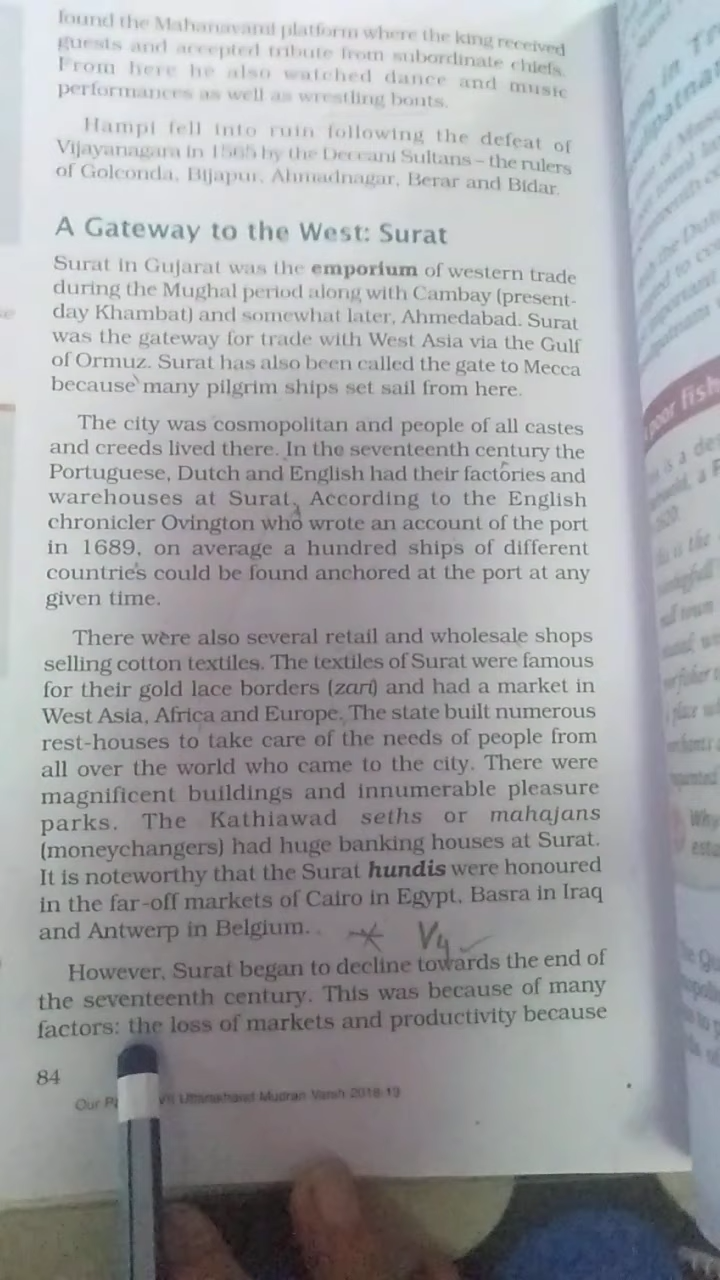 found the Mahanavami platform where the king received
guests and accepted tribute from subordinate chiefs.
From here he also watched dance and music
performances as well as wrestling bouts.
Hampi fell into ruin following the defeat of
Vijayanagara in 1565 by the Deccani Sultans – the rulers
of Golconda, Bijapur, Ahmadnagar, Berar and Bidar.
A Gateway to the West: Surat
Surat in Gujarat was the emporium of western trade
during the Mughal period along with Cambay (present-
day Khambat) and somewhat later, Ahmedabad. Surat
was the gateway for trade with West Asia via the Gulf
of Ormuz. Surat has also been called the gate to Mecca
because many pilgrim ships set sail from here.
The city was cosmopolitan and people of all castes
and creeds lived there. In the seventeenth century the
Portuguese, Dutch and English had their factories and
warehouses at Surat. According to the English
chronicler Ovington who wrote an account of the port
in 1689, on average a hundred ships of different
countries could be found anchored at the port at any
given time.
There were also several retail and wholesale shops
selling cotton textiles. The textiles of Surat were famous
for their gold lace borders (zari) and had a market in
West Asia, Africa and Europe. The state built numerous
rest-houses to take care of the needs of people from
all over the world who came to the city. There were
magnificent buildings and innumerable pleasure
parks. The Kathiawad seths or mahajans
(moneychangers) had huge banking houses at Surat.
It is noteworthy that the Surat hundis were honoured
in the far-off markets of Cairo in Egypt, Basra in Iraq
and Antwerp in Belgium.
However, Surat began to decline towards the end of
the seventeenth century. This was because of many
factors: the loss of markets and productivity because
84
Our VII Uttarakhand Mudran Varsh 2018-19
poor fish
is a
is the
town
place
Why